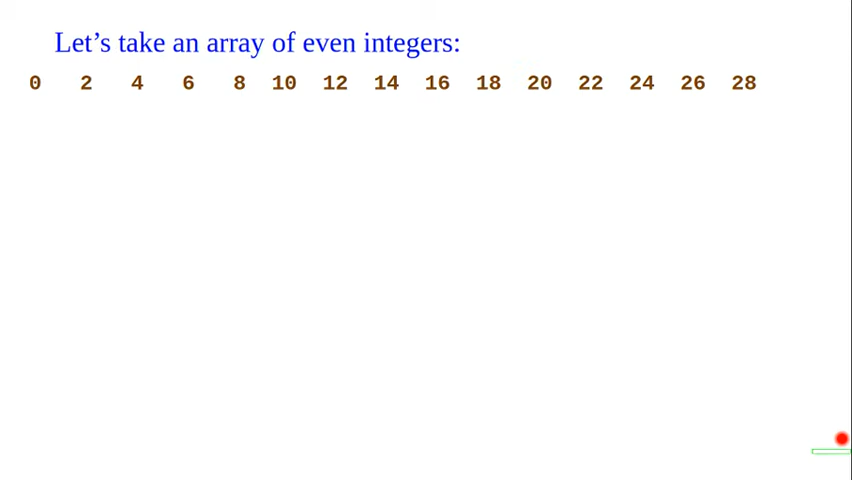 Let’s take an array of even integers:
0 2 4 6 8 10 12 14 16 18 20 22 24 26 28